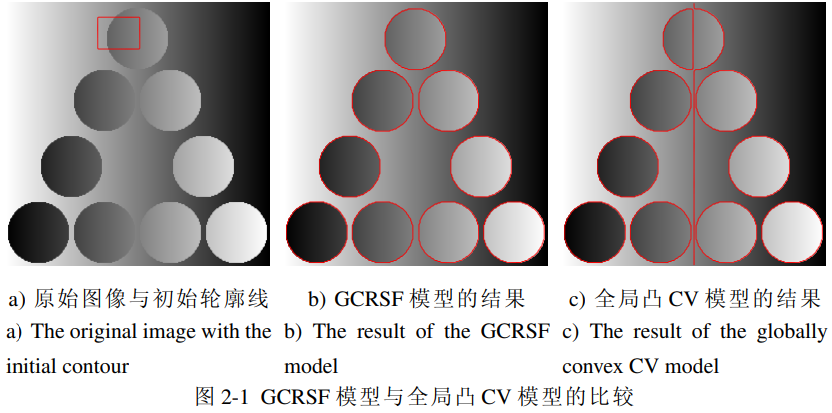 a) 原始图像与初始轮廓线
a) The original image with the
initial contour
b) GCRSF 模型的结果
b) The result of the GCRSF
model
c) 全局凸 CV 模型的结果
c) The result of the globally
convex CV model
图 2-1 GCRSF 模型与全局凸 CV 模型的比较